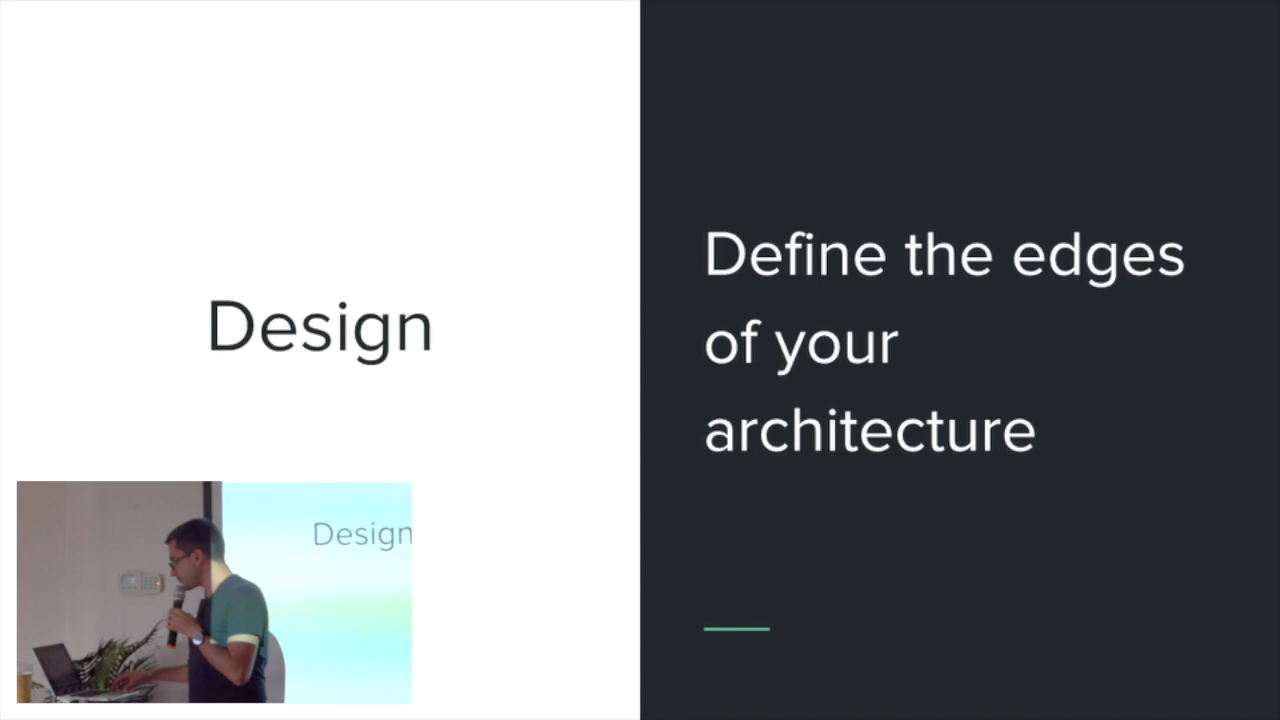 Design
Define the edges
of your
architecture
Design